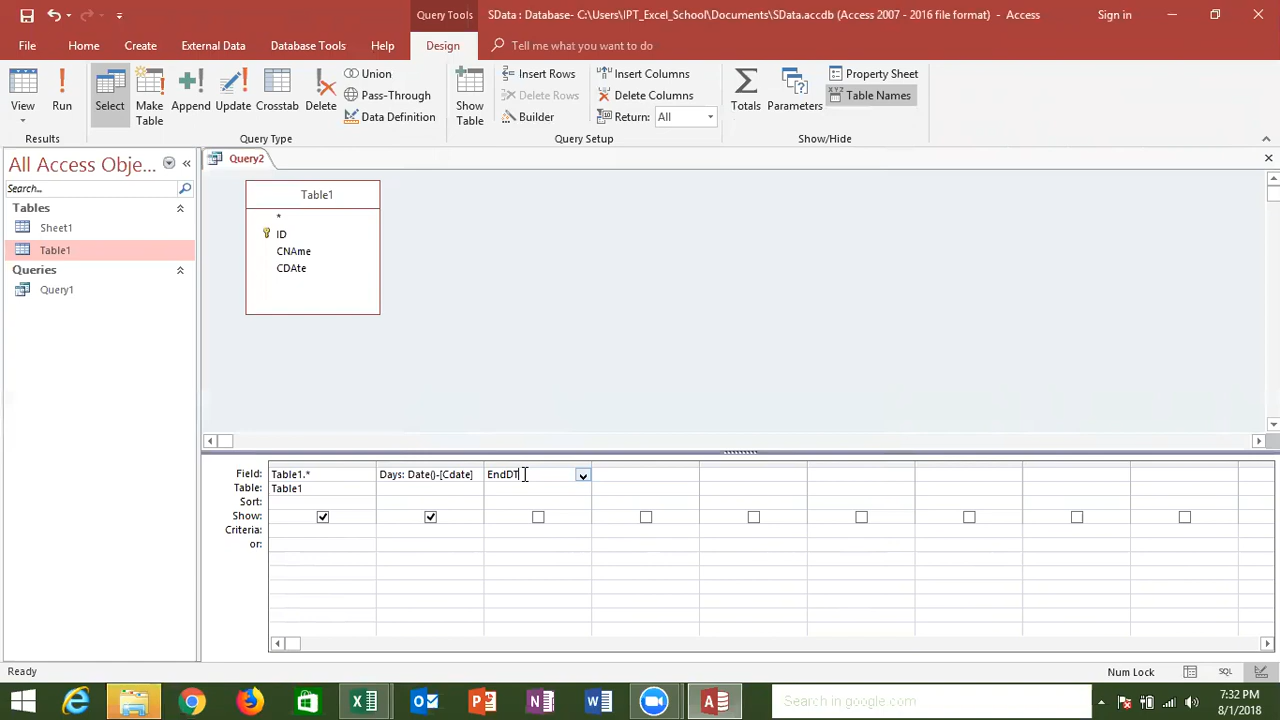 Query Tools
SData : Database- C:\Users\IPT_Excel_School\Documents\SData.accdb (Access 2007 - 2016 file format) - Access
Sign in
File Home Create External Data Database Tools Help Design Tell me what you want to do
View
Run
Select
Make Table
Append
Update
Crosstab
Delete
Union
Pass-Through
Data Definition
Show Table
Insert Rows
Delete Rows
Builder
Insert Columns
Delete Columns
Return: All
Totals
Parameters
Property Sheet
XYZ Table Names
Results
Query Type
Query Setup
Show/Hide
All Access Obje...
Search...
Tables
Sheet1
Table1
Queries
Query1
Query2
Table1
*
ID
CNAme
CDAte
Field: Table1.* Days: Date()-[Cdate] EndDT
Table: Table1
Sort:
Show:
Criteria:
or:
Ready
Num Lock
SQL
Search on google.com
7:32 PM
8/1/2018